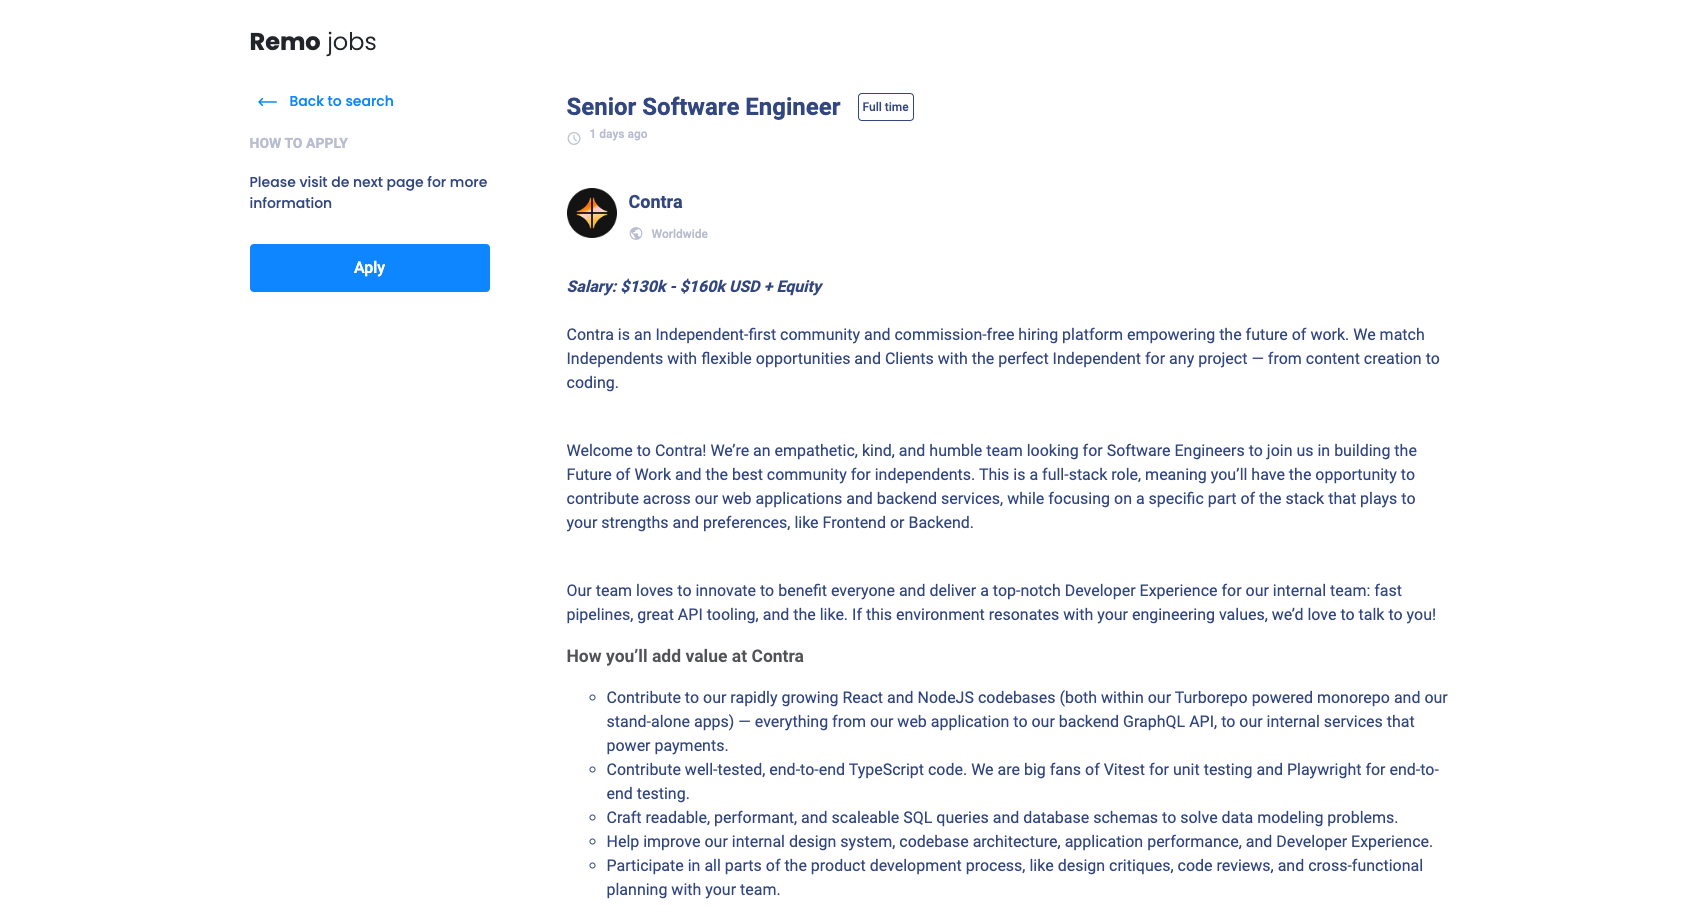 Remo jobs
Back to search
HOW TO APPLY
Please visit de next page for more
information
Aply
Senior Software Engineer
Full time
1 days ago
Contra
Worldwide
Salary: $130k - $160k USD + Equity
Contra is an Independent-first community and commission-free hiring platform empowering the future of work. We match
Independents with flexible opportunities and Clients with the perfect Independent for any project — from content creation to
coding.
Welcome to Contra! We’re an empathetic, kind, and humble team looking for Software Engineers to join us in building the
Future of Work and the best community for independents. This is a full-stack role, meaning you’ll have the opportunity to
contribute across our web applications and backend services, while focusing on a specific part of the stack that plays to
your strengths and preferences, like Frontend or Backend.
Our team loves to innovate to benefit everyone and deliver a top-notch Developer Experience for our internal team: fast
pipelines, great API tooling, and the like. If this environment resonates with your engineering values, we’d love to talk to you!
How you’ll add value at Contra
Contribute to our rapidly growing React and NodeJS codebases (both within our Turborepo powered monorepo and our
stand-alone apps) — everything from our web application to our backend GraphQL API, to our internal services that
power payments.
Contribute well-tested, end-to-end TypeScript code. We are big fans of Vitest for unit testing and Playwright for end-to-
end testing.
Craft readable, performant, and scaleable SQL queries and database schemas to solve data modeling problems.
Help improve our internal design system, codebase architecture, application performance, and Developer Experience.
Participate in all parts of the product development process, like design critiques, code reviews, and cross-functional
planning with your team.